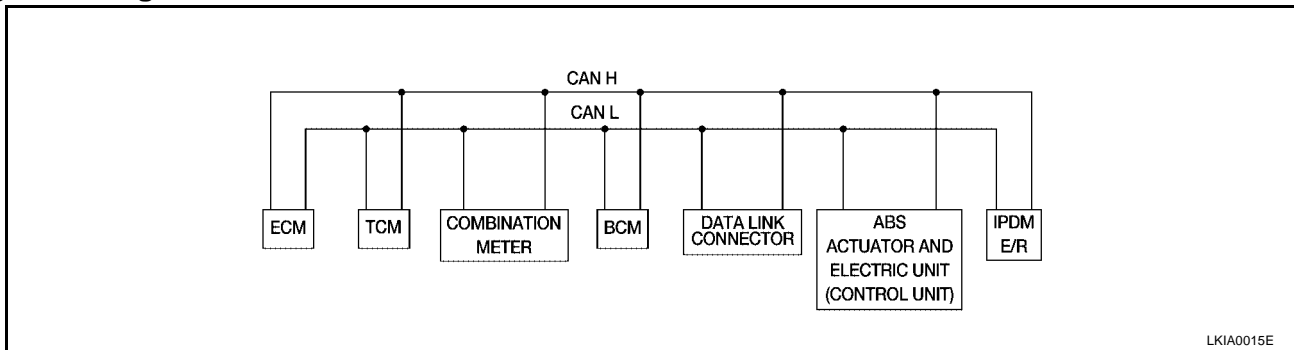 CAN H
CAN L
ECM
TCM
COMBINATION
METER
BCM
DATA LINK
CONNECTOR
ABS
ACTUATOR AND
ELECTRIC UNIT
(CONTROL UNIT)
IPDM
E/R
LKIA0015E